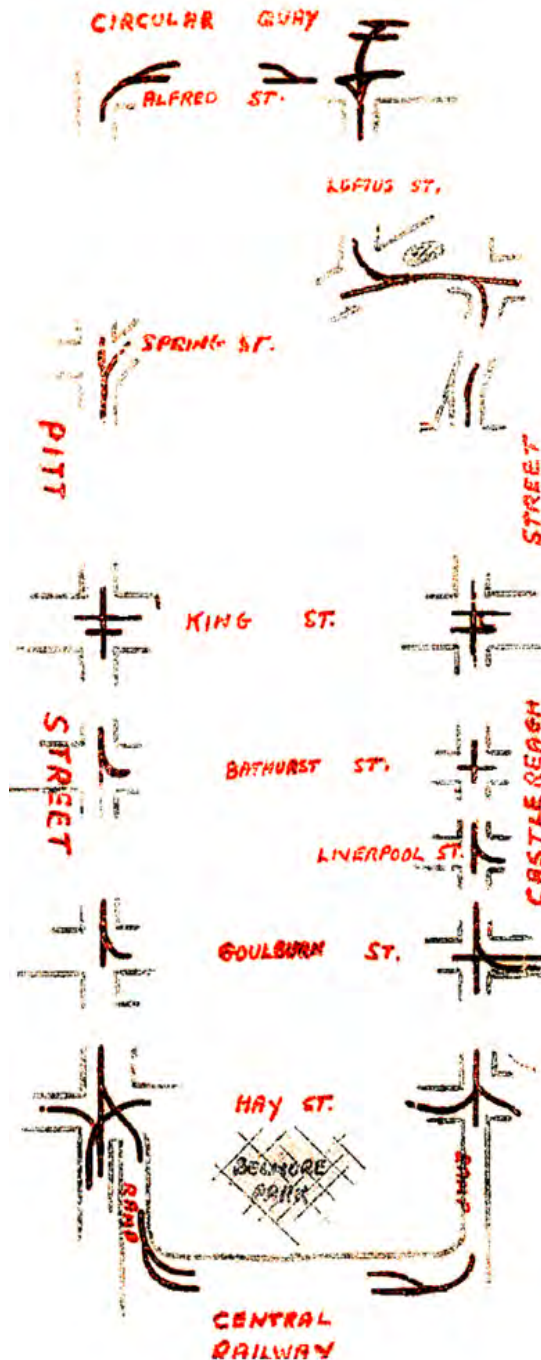 CIRCULAR QUAY
ALFRED ST.
LOFTUS ST.
SPRING ST.
PITT
STREET
KING ST.
STREET
BATHURST ST.
CASTLEREAGH
LIVERPOOL ST.
GOULBURN ST.
HAY ST.
BELMORE
PARK
RAMP
RAMP
CENTRAL
RAILWAY